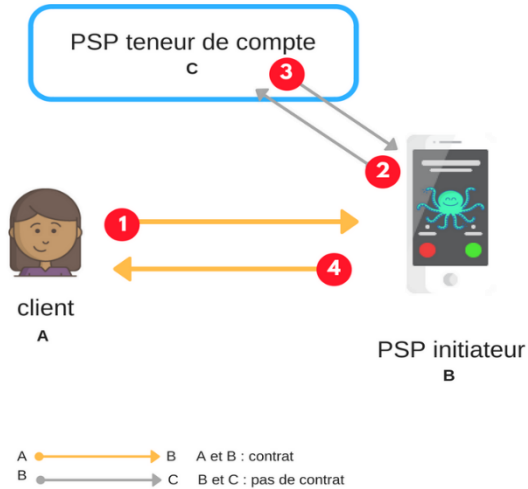 PSP teneur de compte
C
3
2
1
4
client
A
PSP initiateur
B
A B A et B : contrat
B C B et C : pas de contrat